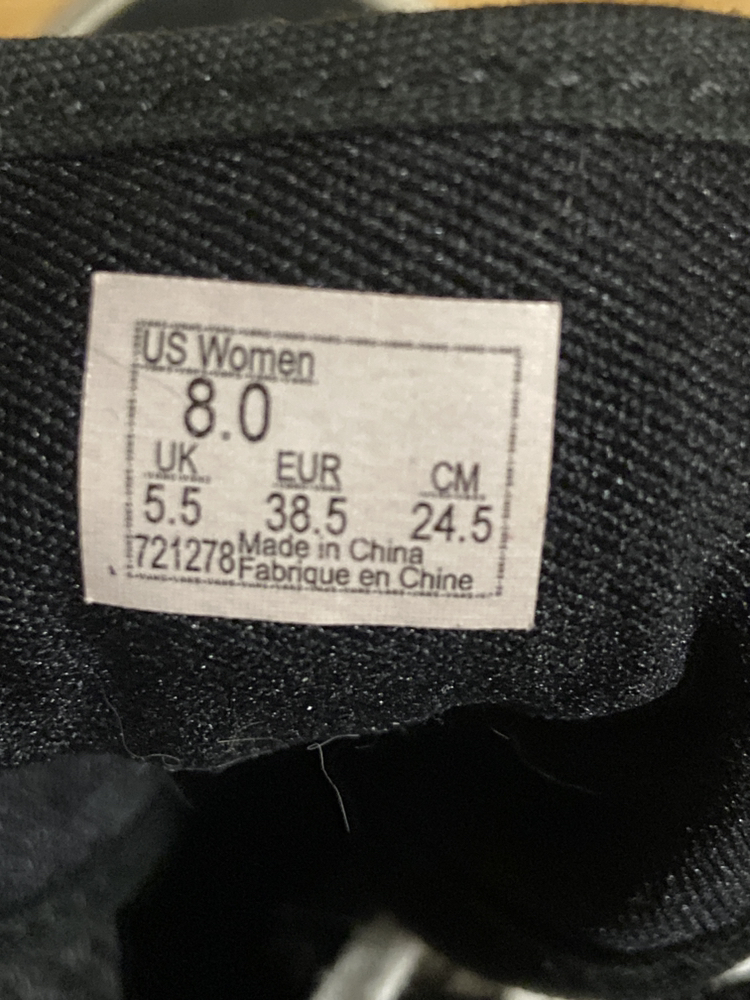 US Women
8.0
UK EUR CM
5.5 38.5 24.5
721278 Made in China
Fabrique en Chine